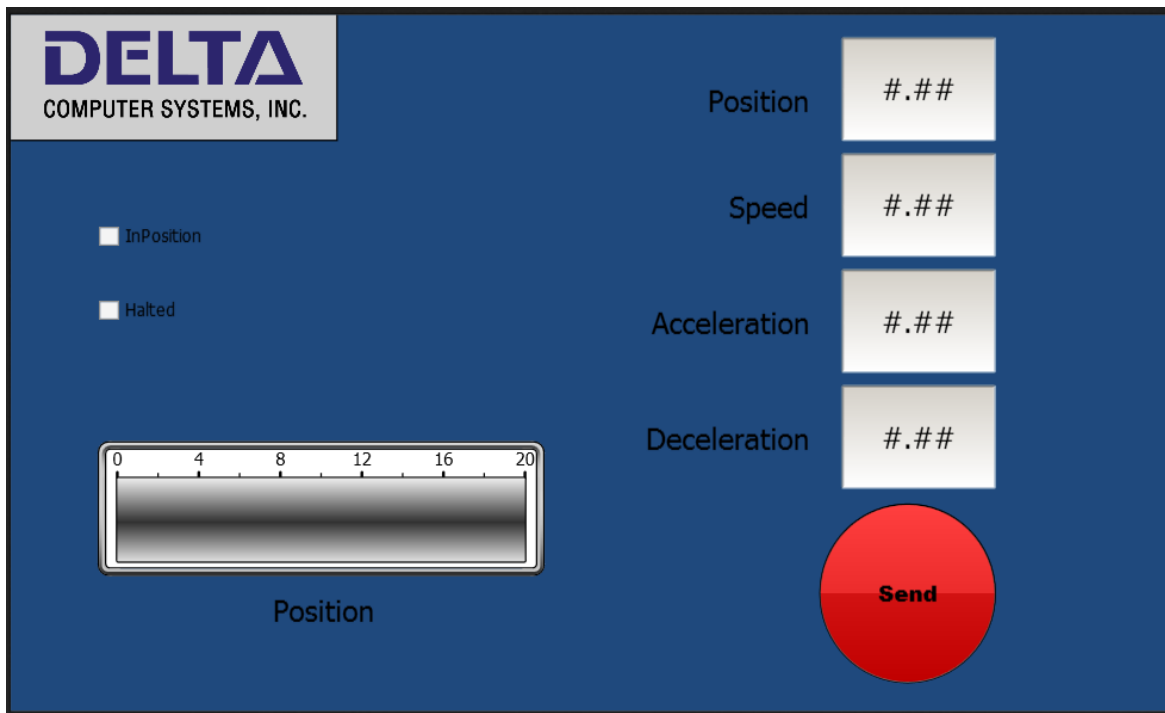 DELTA
COMPUTER SYSTEMS, INC.
Position #.##
Speed #.##
InPosition
Halted
Acceleration #.##
Deceleration #.##
0 4 8 12 16 20
Position
Send